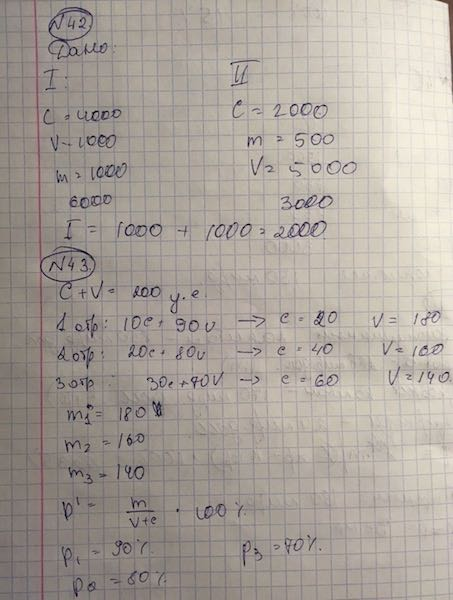 №42.
Дано:
I: II
C = 4000 C = 2000
V - 1000 m = 500
m = 1000 V = 5000
6000 3000
I = 1000 + 1000 = 2000
№43.
C + V = 200 у.е.
1 отр: 10c + 90v → c = 20 V = 180
2 отр: 20c + 80v → c = 40 V = 160
3 отр: 30c + 70V → c = 60 V = 140.
m₁ = 180
m₂ = 160
m₃ = 140
p' = m/(v+c) · 100%
p₁ = 90% p₃ = 70%.
p₂ = 80%